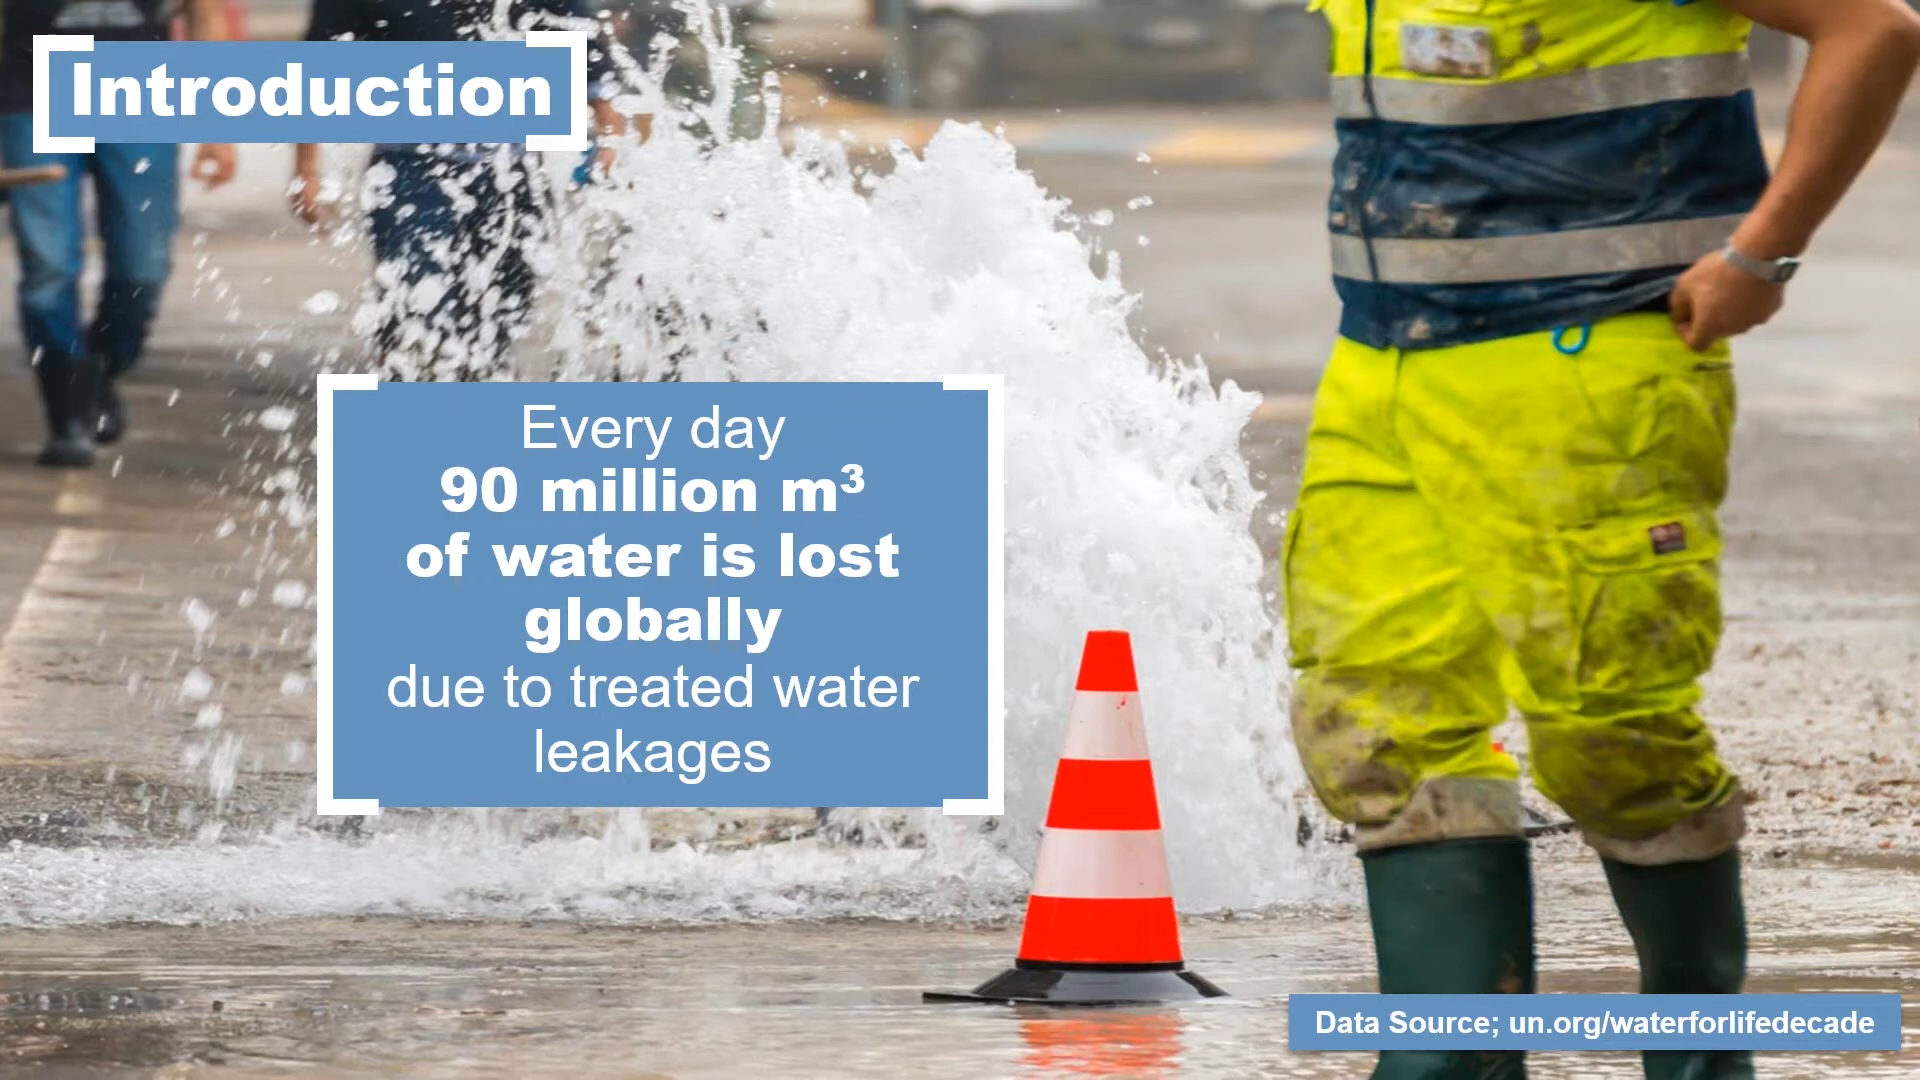 Introduction
Every day
90 million m³
of water is lost
globally
due to treated water
leakages
Data Source; un.org/waterforlifedecade